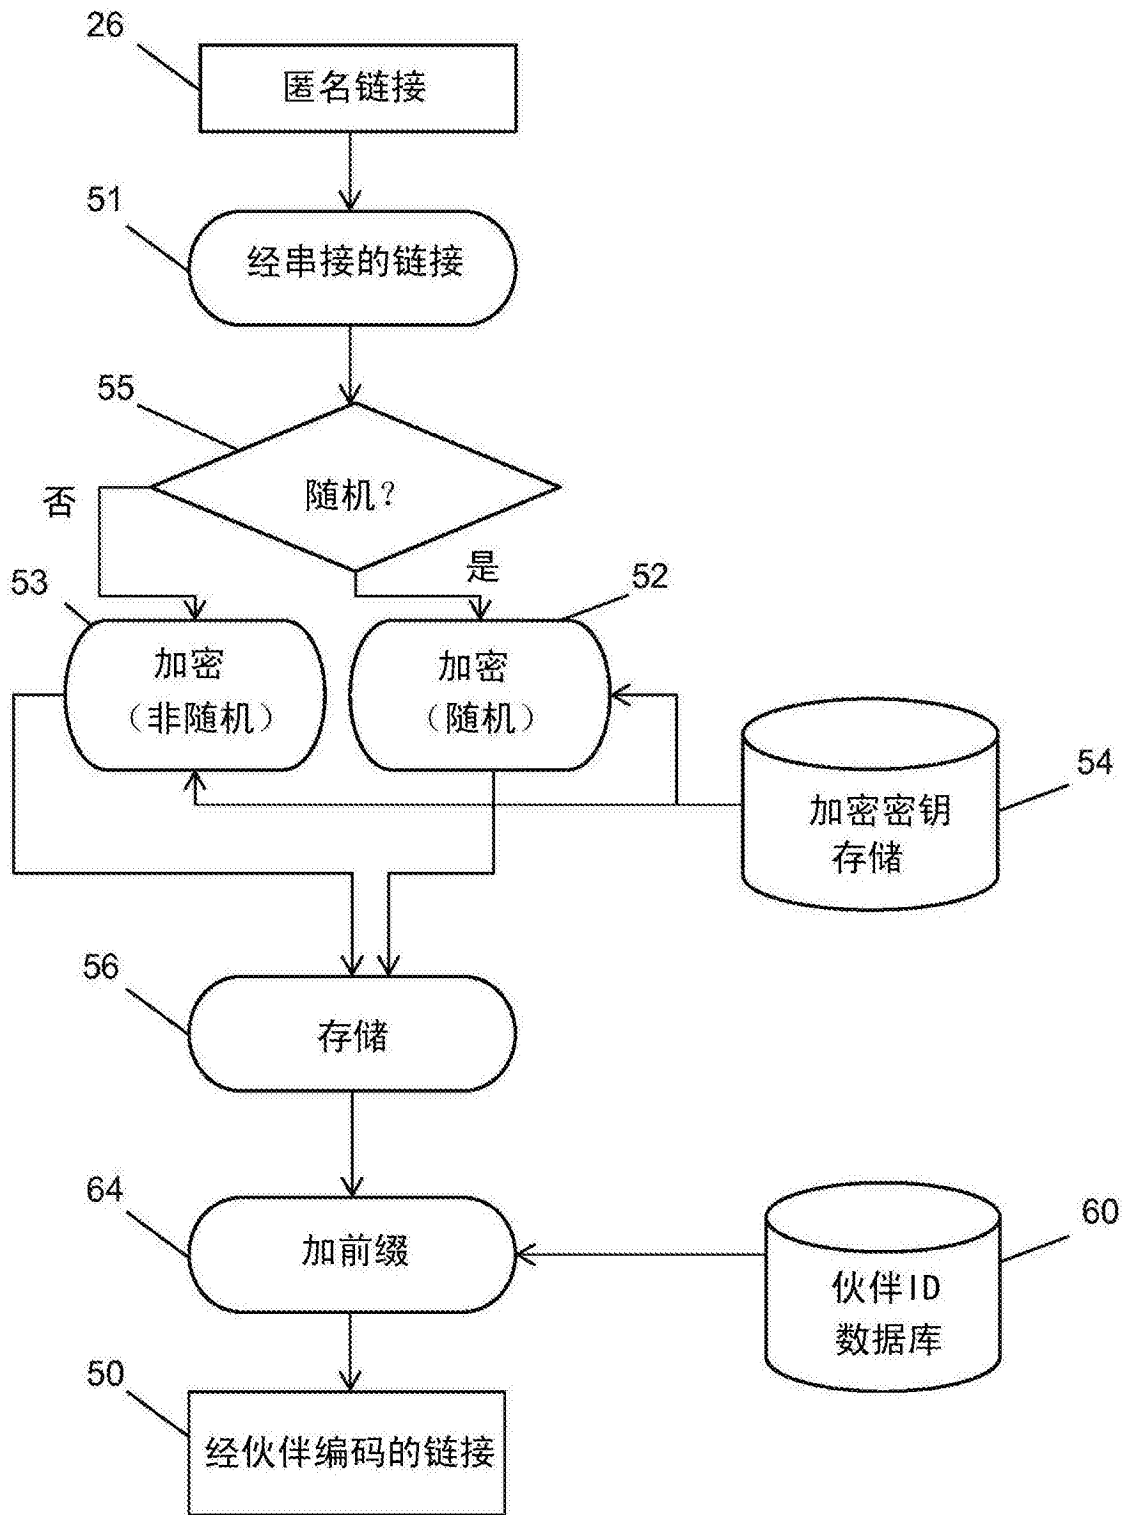 26
匿名链接
51
经串接的链接
55
随机？
否
是
53
52
加密
（非随机）
加密
（随机）
54
加密密钥
存储
56
存储
64
加前缀
60
伙伴ID
数据库
50
经伙伴编码的链接